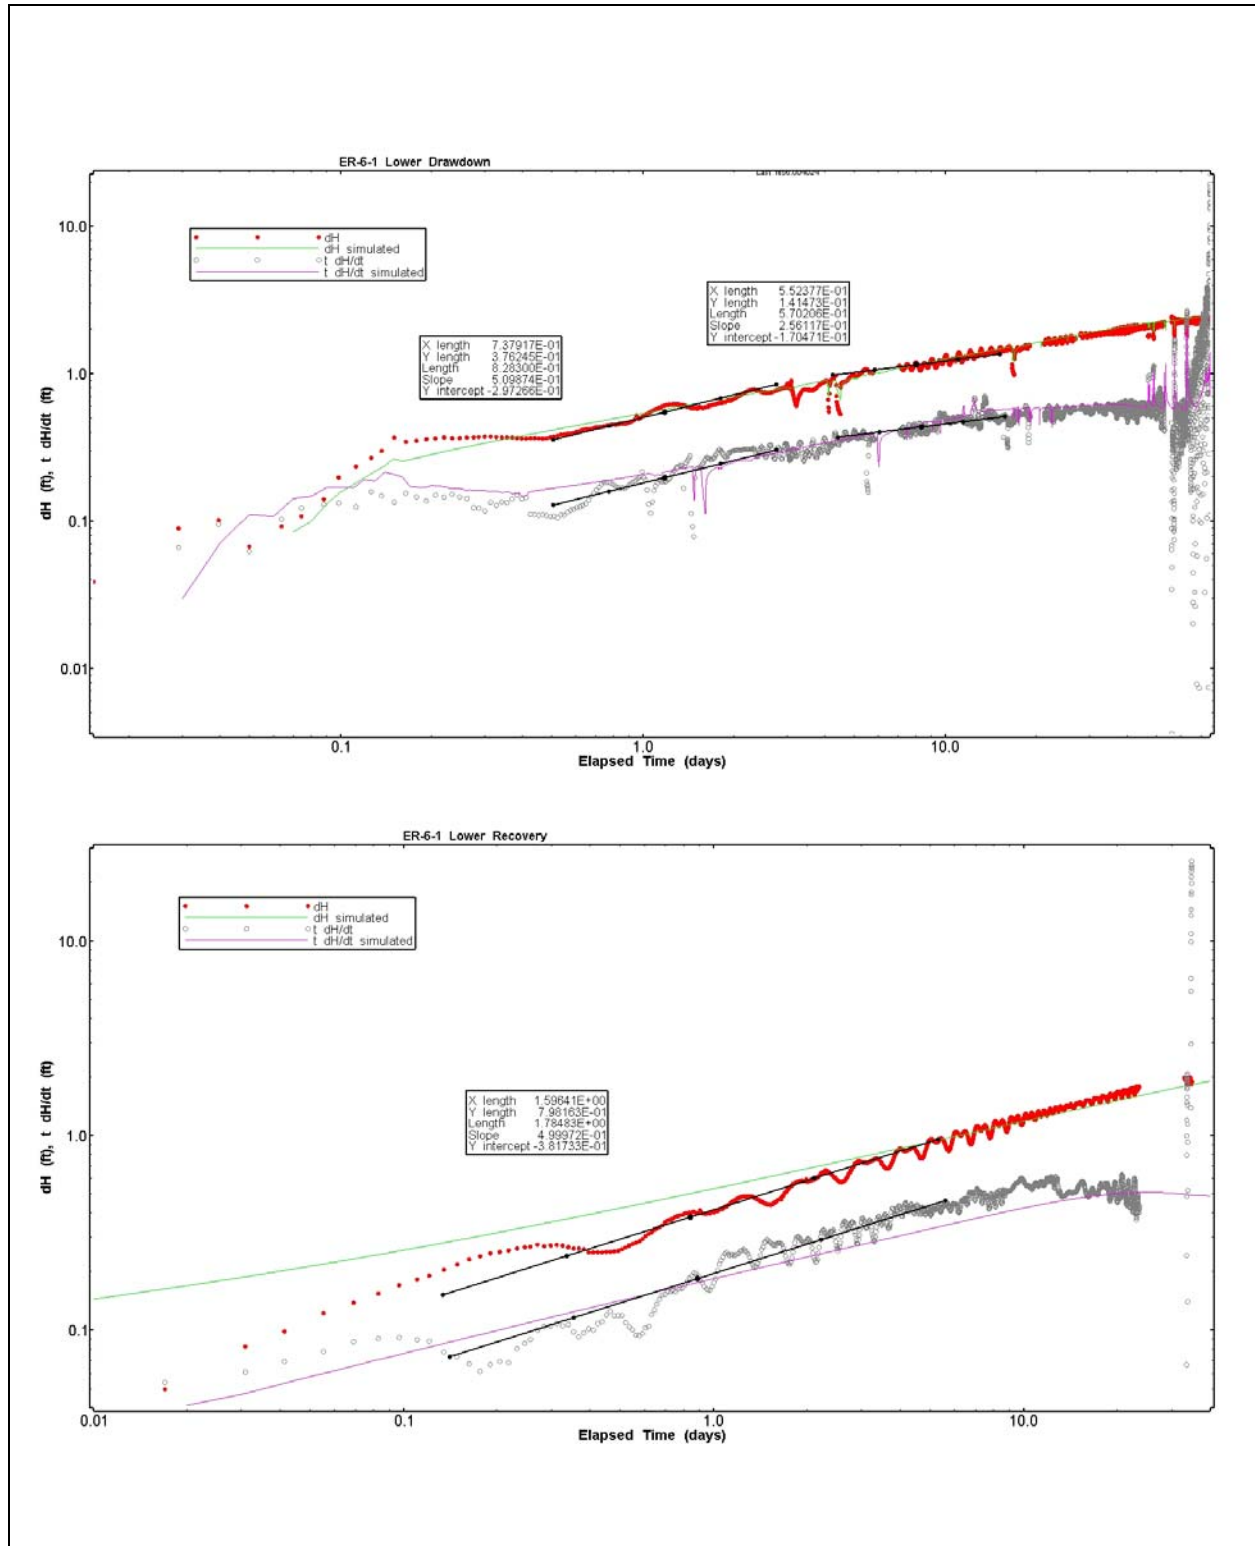 ER-6-1 Lower Drawdown
10.0
dH
dH simulated
t dH/dt
t dH/dt simulated
X length 5.52377E-01
Y length 1.41473E-01
Length 5.70206E-01
Slope 2.56117E-01
Y intercept -1.70471E-01
X length 7.37917E-01
Y length 3.76245E-01
Length 8.28300E-01
Slope 5.09874E-01
Y intercept -2.97266E-01
1.0
dH (ft), t dH/dt (ft)
0.1
0.01
0.1 1.0 10.0
Elapsed Time (days)
ER-6-1 Lower Recovery
dH
dH simulated
t dH/dt
t dH/dt simulated
10.0
X length 1.59641E+00
Y length 7.98163E-01
Length 1.78483E+00
Slope 4.99972E-01
Y intercept -3.81733E-01
1.0
dH (ft), t dH/dt (ft)
0.1
0.01 0.1 1.0 10.0
Elapsed Time (days)